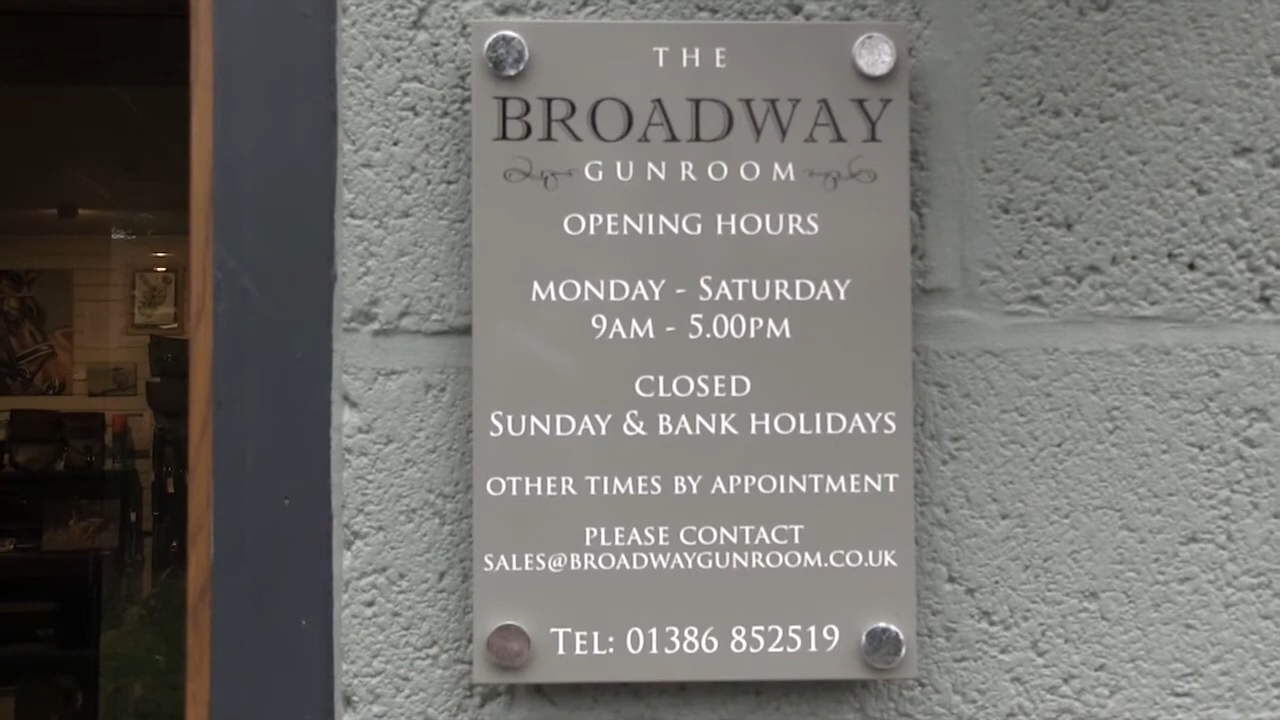 THE
BROADWAY
GUNROOM
OPENING HOURS
MONDAY - SATURDAY
9AM - 5.00PM
CLOSED
SUNDAY & BANK HOLIDAYS
OTHER TIMES BY APPOINTMENT
PLEASE CONTACT
SALES@BROADWAYGUNROOM.CO.UK
TEL: 01386 852519